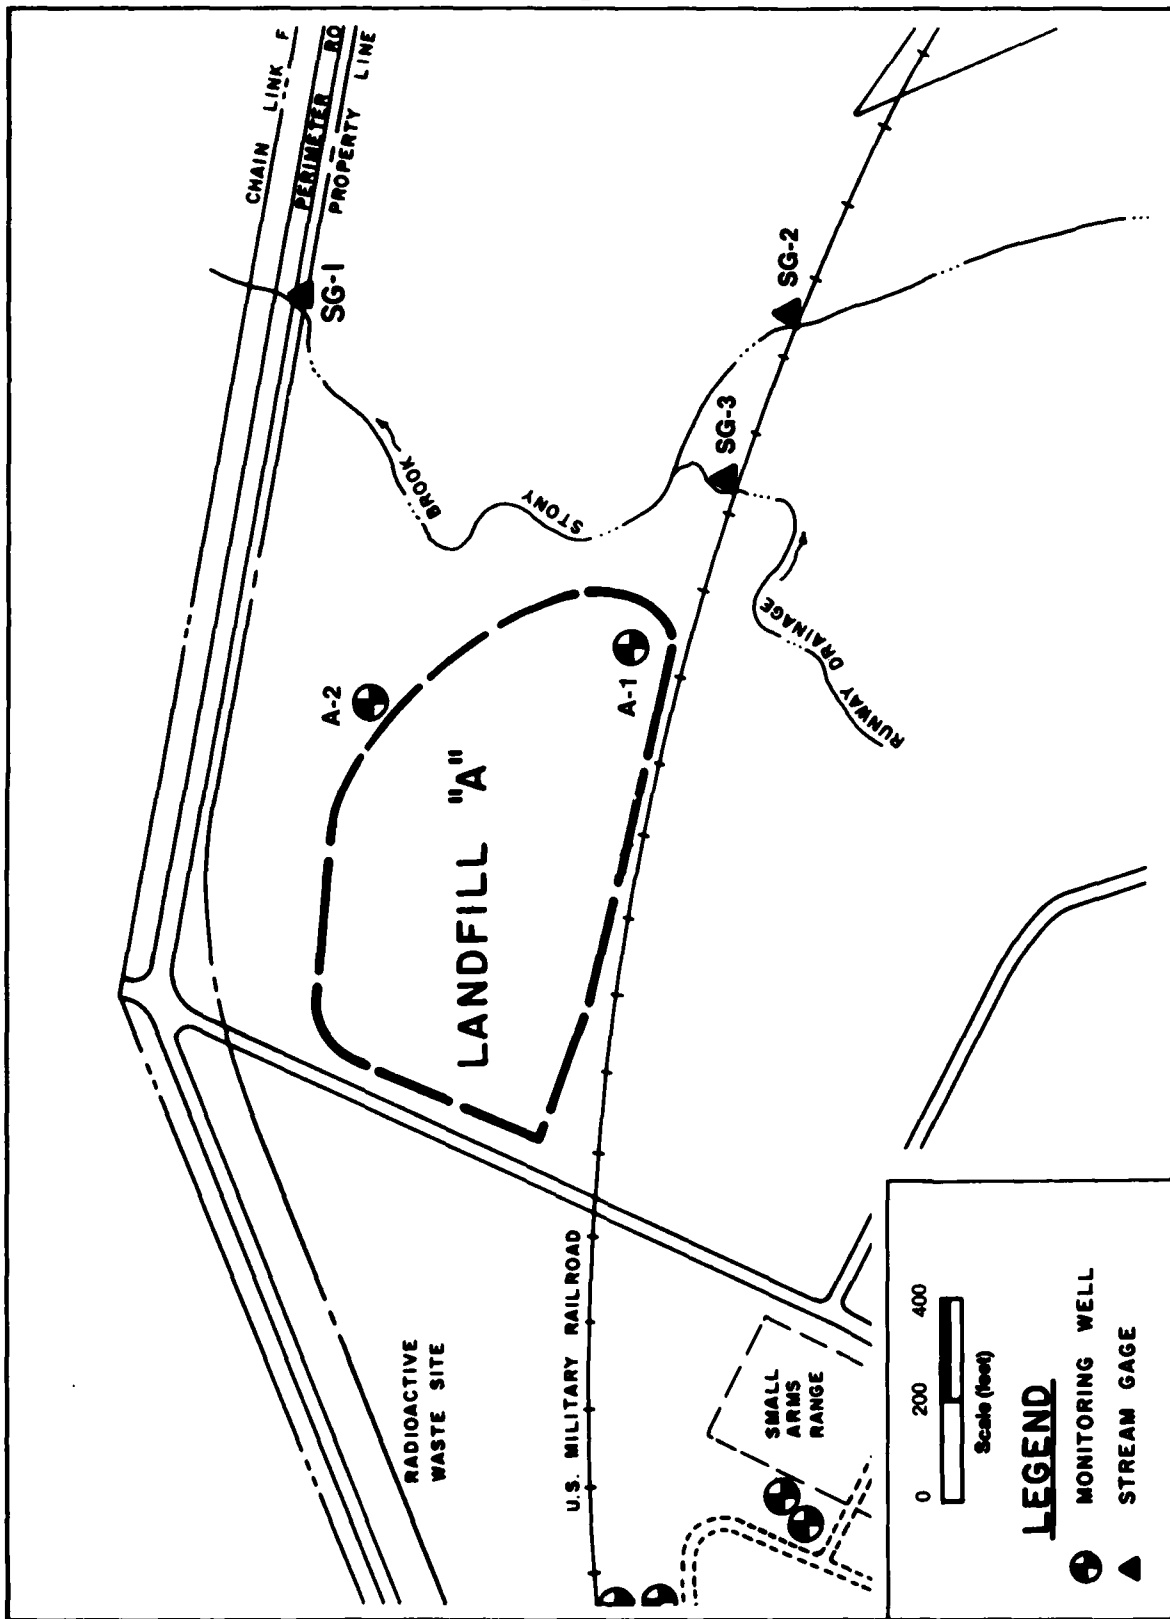 CHAIN LINK F
PERIMETER RD
PROPERTY LINE
SG-1
BROOK
STONY
SG-2
SG-3
RUNWAY DRAINAGE
A-2
A-1
LANDFILL "A"
RADIOACTIVE
WASTE SITE
U.S. MILITARY RAILROAD
SMALL
ARMS
RANGE
0 200 400
Scale (feet)
LEGEND
MONITORING WELL
STREAM GAGE